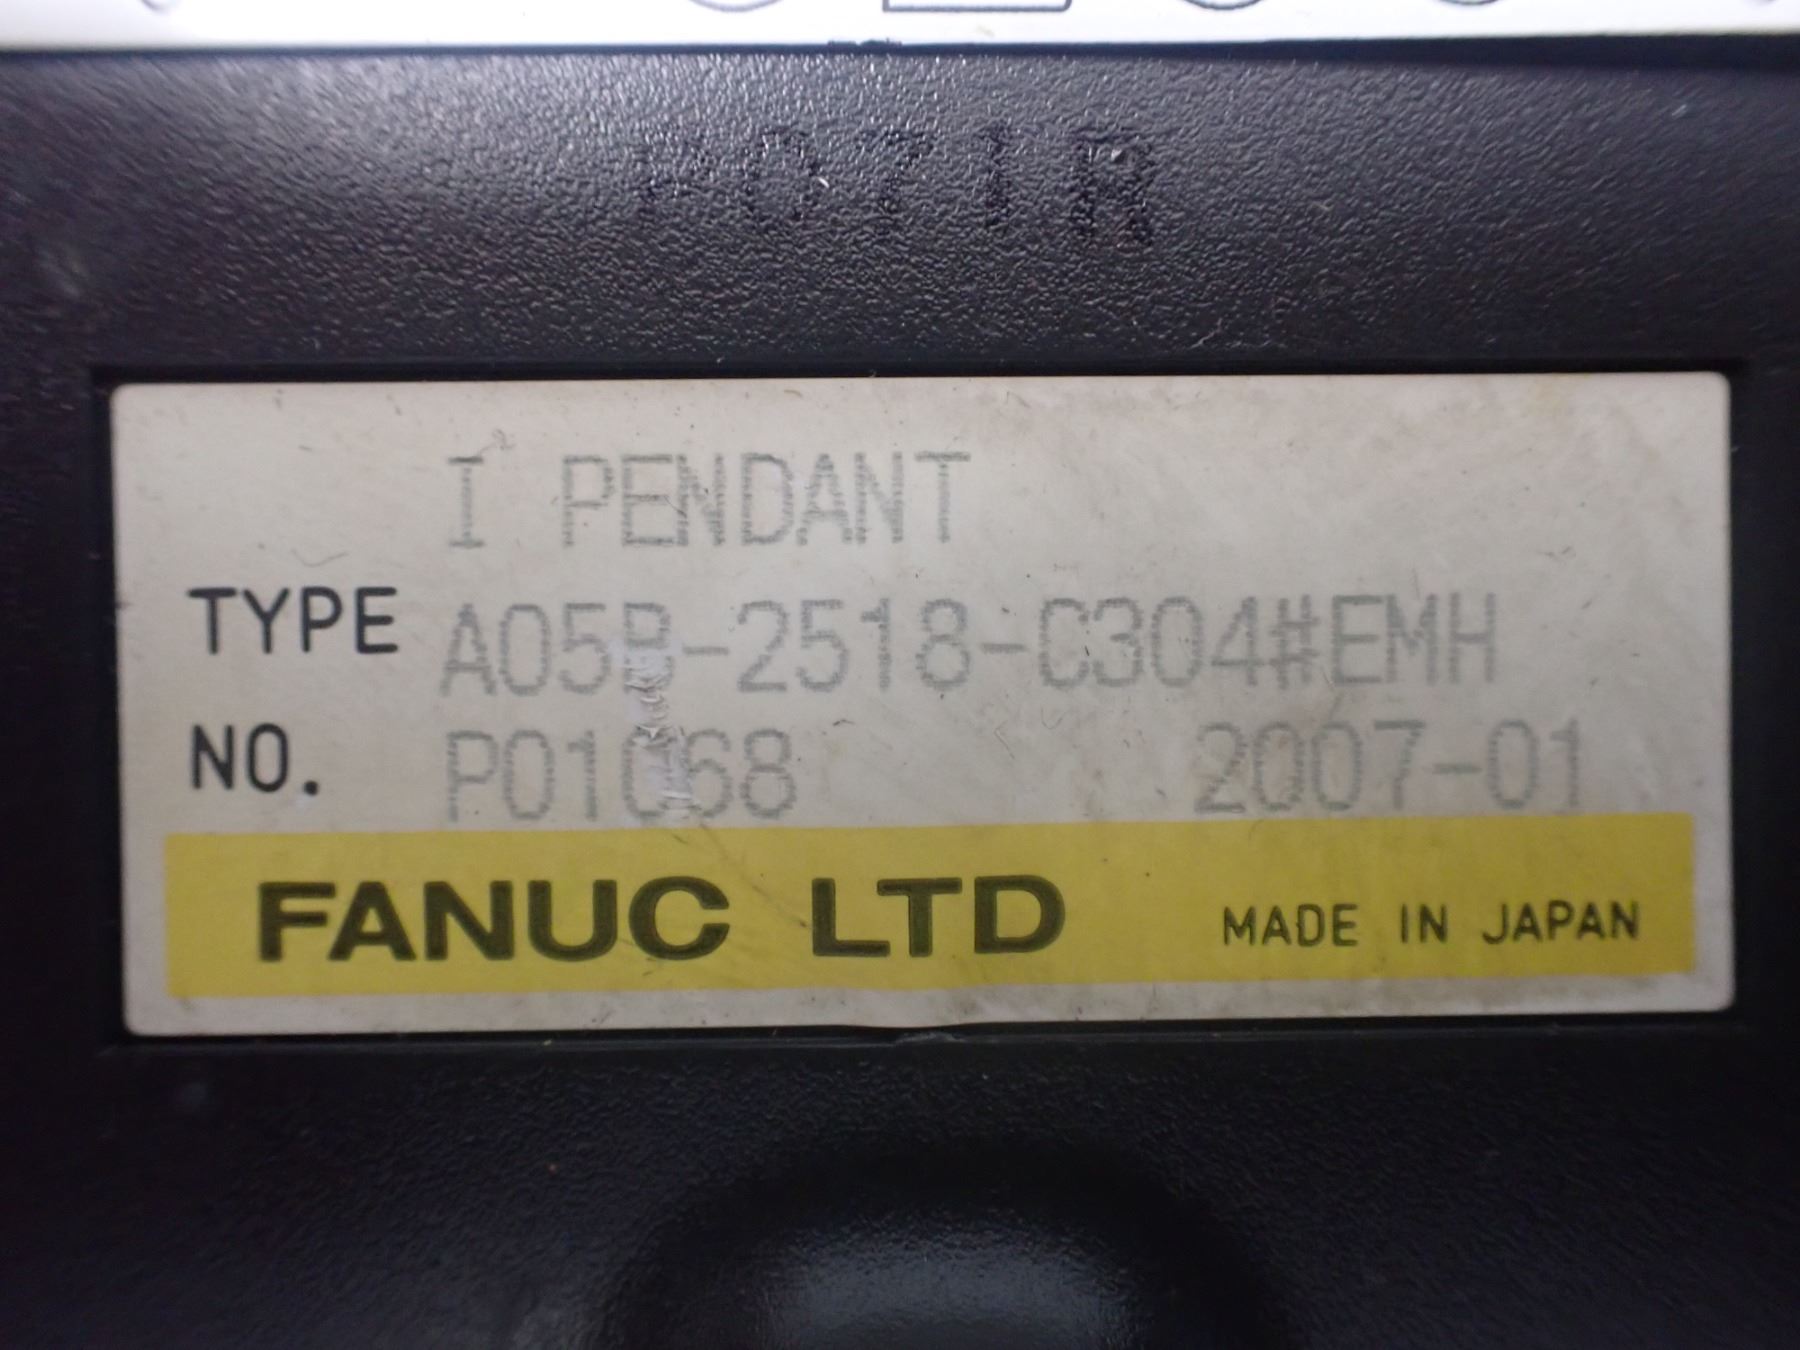 I PENDANT
TYPE A05B-2518-C304#EMH
NO. P01068 2007-01
FANUC LTD MADE IN JAPAN